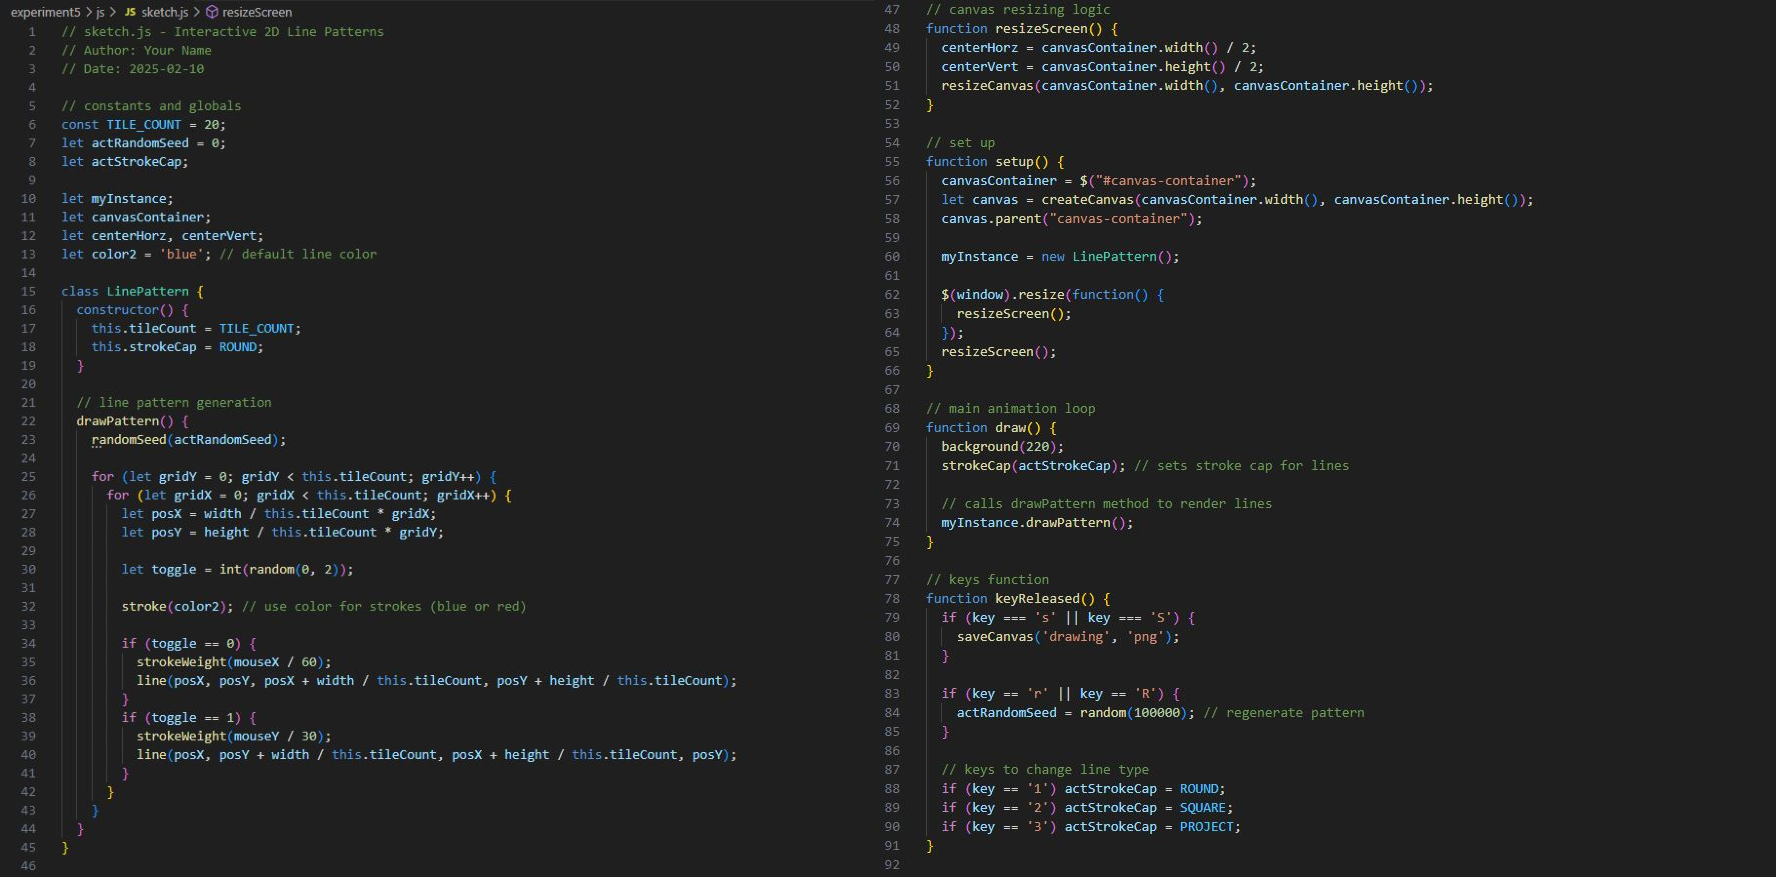 experiment5 > js > JS sketch.js > resizeScreen
1 // sketch.js - Interactive 2D Line Patterns
2 // Author: Your Name
3 // Date: 2025-02-10
4
5 // constants and globals
6 const TILE_COUNT = 20;
7 let actRandomSeed = 0;
8 let actStrokeCap;
9
10 let myInstance;
11 let canvasContainer;
12 let centerHorz, centerVert;
13 let color2 = 'blue'; // default line color
14
15 class LinePattern {
16 constructor() {
17 this.tileCount = TILE_COUNT;
18 this.strokeCap = ROUND;
19 }
20
21 // line pattern generation
22 drawPattern() {
23 randomSeed(actRandomSeed);
24
25 for (let gridY = 0; gridY < this.tileCount; gridY++) {
26 for (let gridX = 0; gridX < this.tileCount; gridX++) {
27 let posX = width / this.tileCount * gridX;
28 let posY = height / this.tileCount * gridY;
29
30 let toggle = int(random(0, 2));
31
32 stroke(color2); // use color for strokes (blue or red)
33
34 if (toggle == 0) {
35 strokeWeight(mouseX / 60);
36 line(posX, posY, posX + width / this.tileCount, posY + height / this.tileCount);
37 }
38 if (toggle == 1) {
39 strokeWeight(mouseY / 30);
40 line(posX, posY + width / this.tileCount, posX + height / this.tileCount, posY);
41 }
42 }
43 }
44 }
45 }
46
47 // canvas resizing logic
48 function resizeScreen() {
49 centerHorz = canvasContainer.width() / 2;
50 centerVert = canvasContainer.height() / 2;
51 resizeCanvas(canvasContainer.width(), canvasContainer.height());
52 }
53
54 // set up
55 function setup() {
56 canvasContainer = $("#canvas-container");
57 let canvas = createCanvas(canvasContainer.width(), canvasContainer.height());
58 canvas.parent("canvas-container");
59
60 myInstance = new LinePattern();
61
62 $(window).resize(function() {
63 resizeScreen();
64 });
65 resizeScreen();
66 }
67
68 // main animation loop
69 function draw() {
70 background(220);
71 strokeCap(actStrokeCap); // sets stroke cap for lines
72
73 // calls drawPattern method to render lines
74 myInstance.drawPattern();
75 }
76
77 // keys function
78 function keyReleased() {
79 if (key === 's' || key === 'S') {
80 saveCanvas('drawing', 'png');
81 }
82
83 if (key == 'r' || key == 'R') {
84 actRandomSeed = random(100000); // regenerate pattern
85 }
86
87 // keys to change line type
88 if (key == '1') actStrokeCap = ROUND;
89 if (key == '2') actStrokeCap = SQUARE;
90 if (key == '3') actStrokeCap = PROJECT;
91 }
92